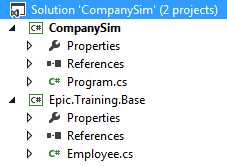 Solution 'CompanySim' (2 projects)
C# CompanySim
Properties
References
C# Program.cs
C# Epic.Training.Base
Properties
References
C# Employee.cs